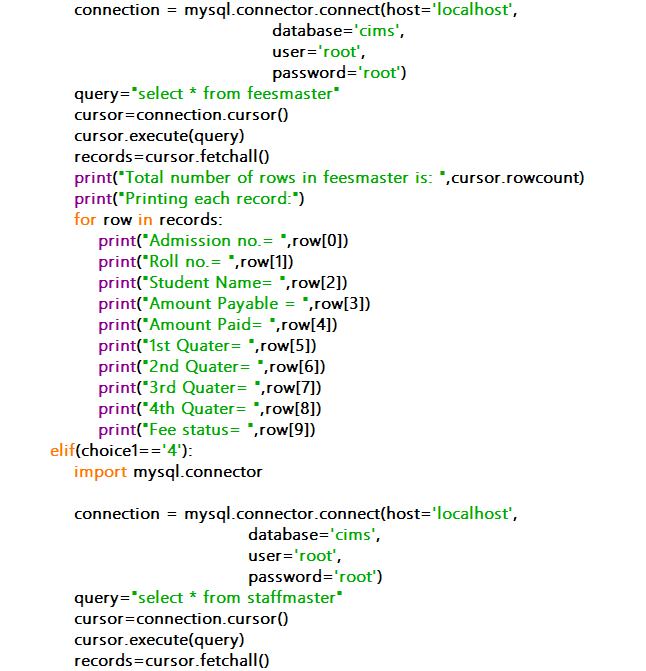 connection = mysql.connector.connect(host='localhost',
database='cims',
user='root',
password='root')
query="select * from feesmaster"
cursor=connection.cursor()
cursor.execute(query)
records=cursor.fetchall()
print("Total number of rows in feesmaster is: ",cursor.rowcount)
print("Printing each record:")
for row in records:
print("Admission no.= ",row[0])
print("Roll no.= ",row[1])
print("Student Name= ",row[2])
print("Amount Payable = ",row[3])
print("Amount Paid= ",row[4])
print("1st Quater= ",row[5])
print("2nd Quater= ",row[6])
print("3rd Quater= ",row[7])
print("4th Quater= ",row[8])
print("Fee status= ",row[9])
elif(choice1=='4'):
import mysql.connector
connection = mysql.connector.connect(host='localhost',
database='cims',
user='root',
password='root')
query="select * from staffmaster"
cursor=connection.cursor()
cursor.execute(query)
records=cursor.fetchall()